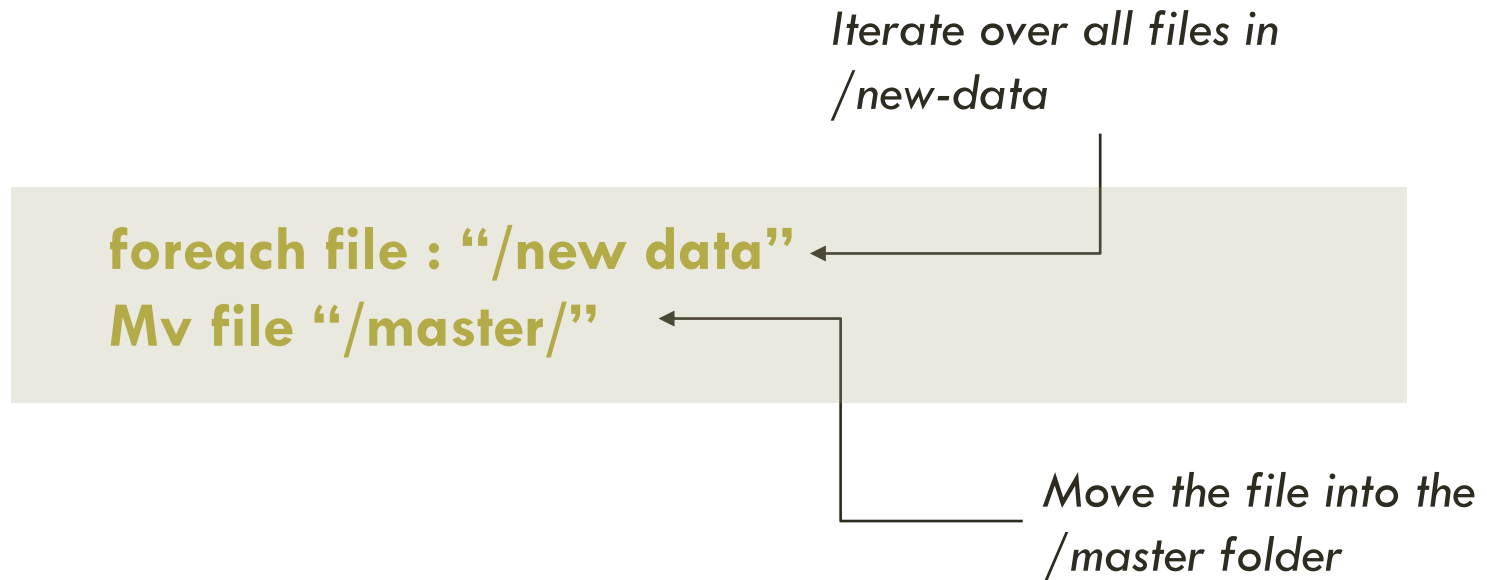 Iterate over all files in
/new-data
foreach file : “/new data”
Mv file “/master/”
Move the file into the
/master folder